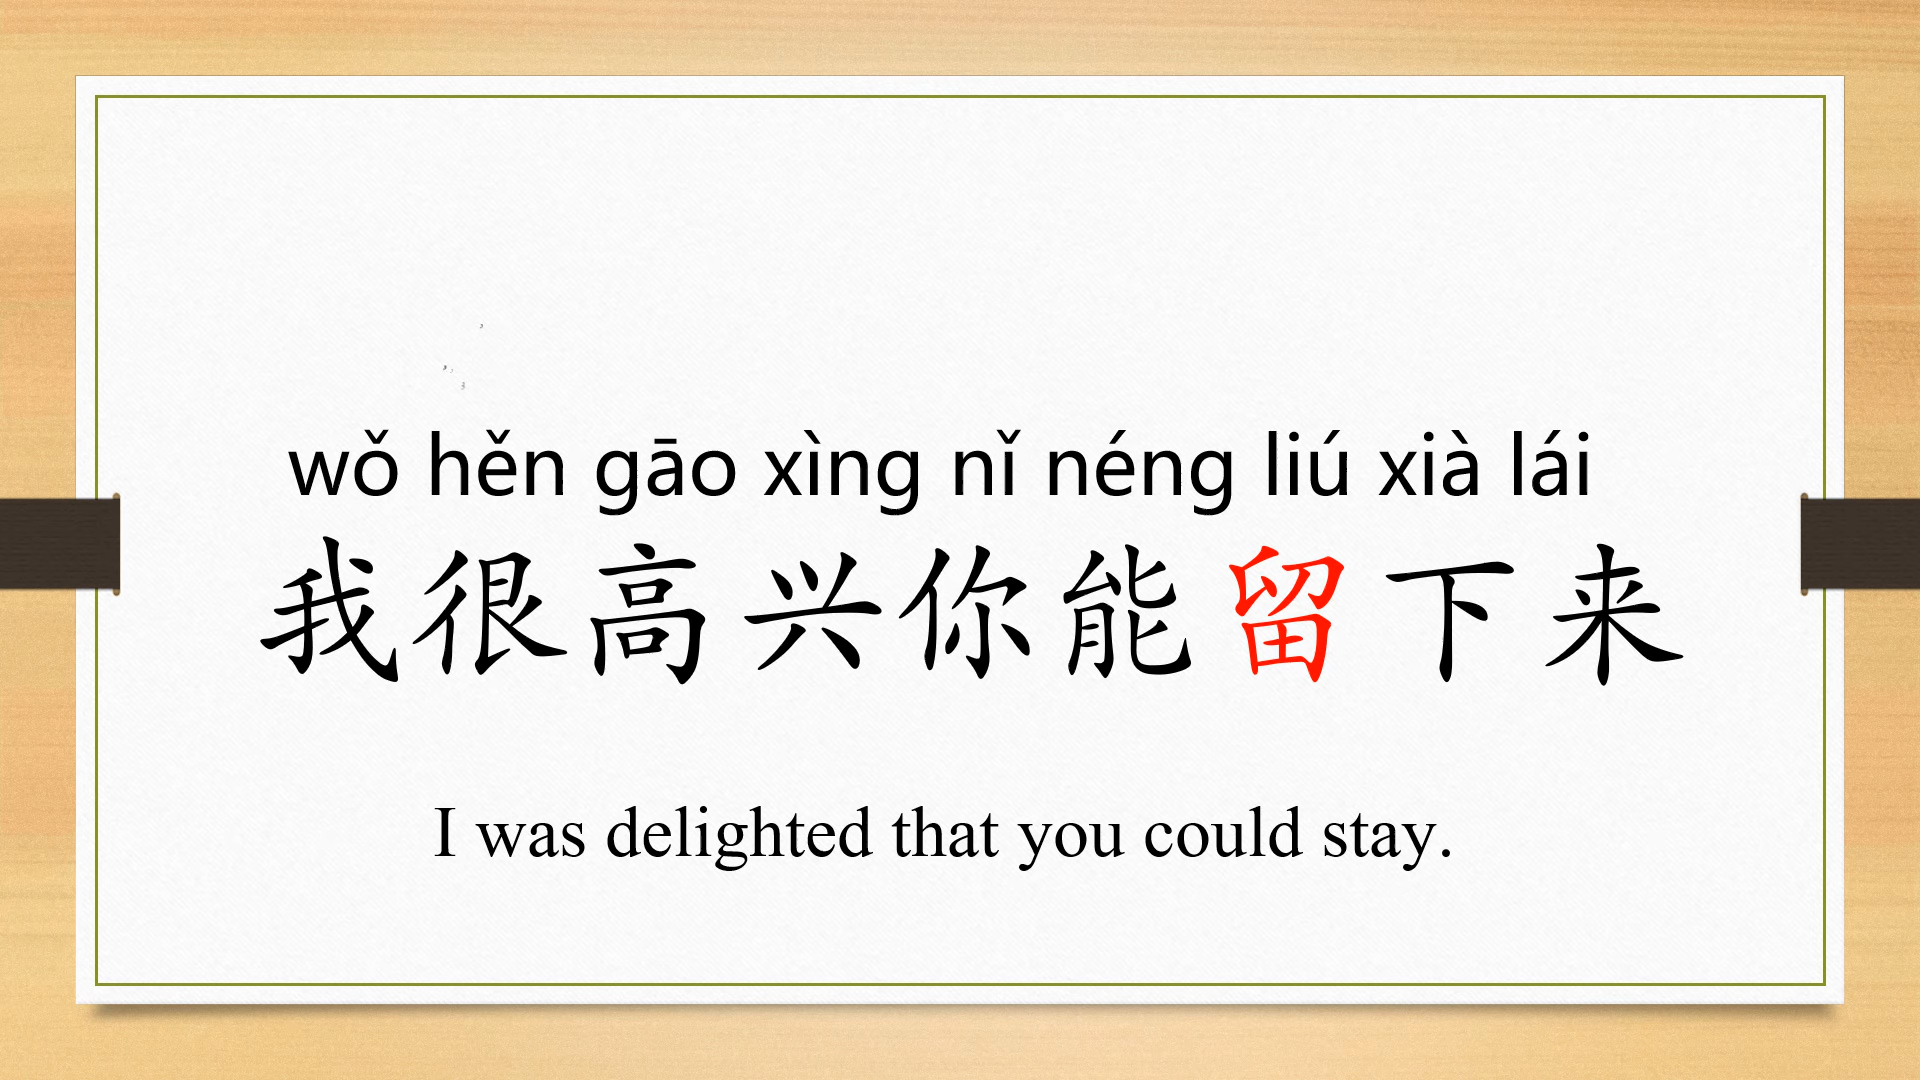 wǒ hěn gāo xìng nǐ néng liú xià lái
我很高兴你能留下来
I was delighted that you could stay.